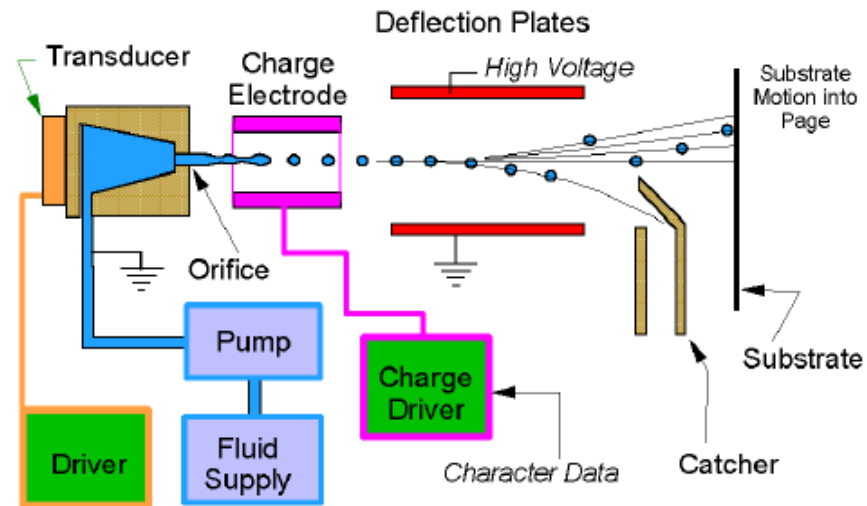 Deflection Plates
Transducer
Charge
Electrode
High Voltage
Substrate
Motion into
Page
Orifice
Pump
Charge
Driver
Substrate
Driver
Fluid
Supply
Character Data
Catcher